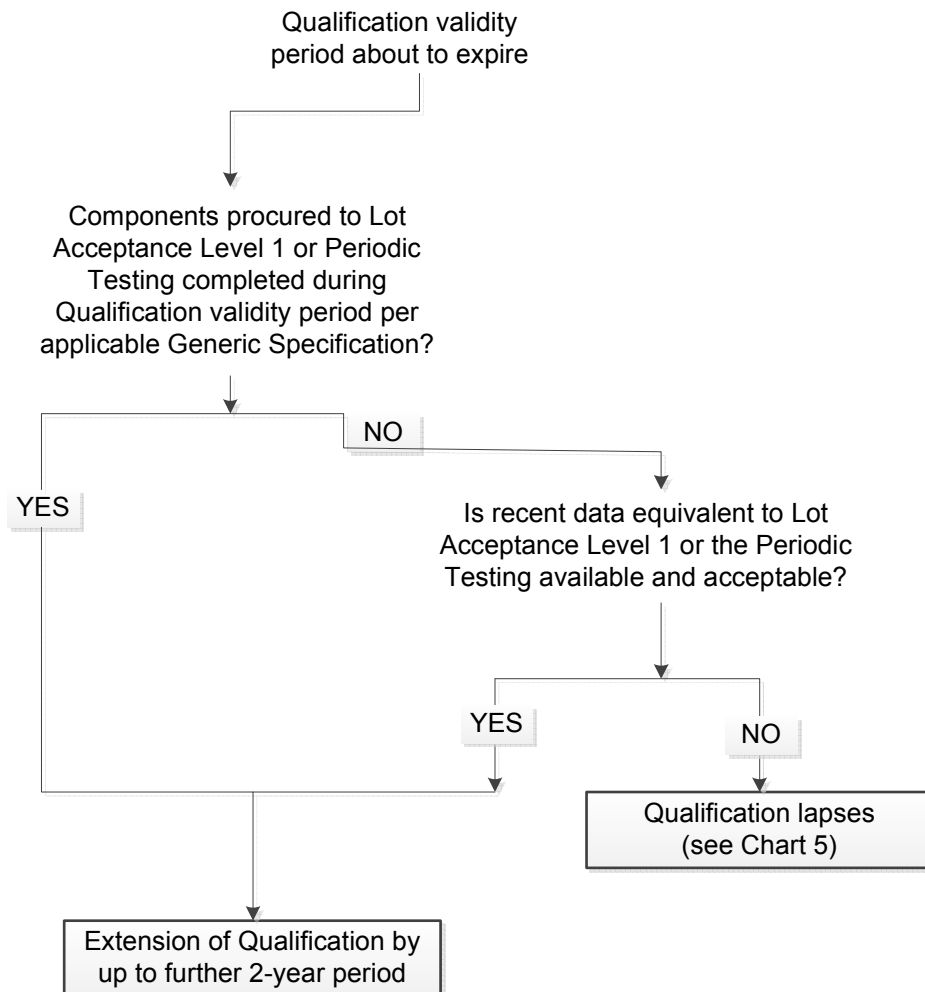 Qualification validity
period about to expire
Components procured to Lot
Acceptance Level 1 or Periodic
Testing completed during
Qualification validity period per
applicable Generic Specification?
NO
YES
Is recent data equivalent to Lot
Acceptance Level 1 or the Periodic
Testing available and acceptable?
YES
NO
Qualification lapses
(see Chart 5)
Extension of Qualification by
up to further 2-year period